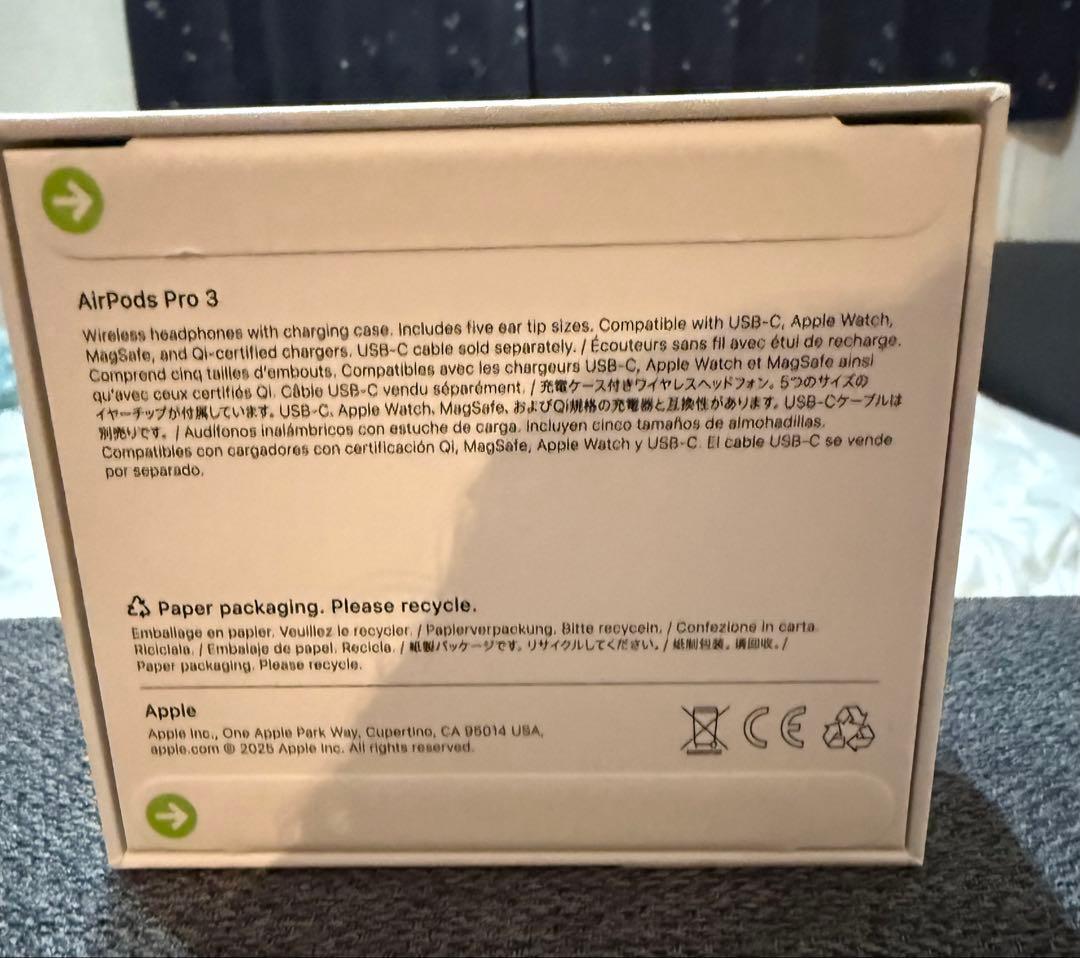 AirPods Pro 3
Wireless headphones with charging case. Includes five ear tip sizes. Compatible with USB-C, Apple Watch,
MagSafe, and Qi-certified chargers. USB-C cable sold separately. / Écouteurs sans fil avec étui de recharge.
Comprend cinq tailles d'embouts. Compatibles avec les chargeurs USB-C, Apple Watch et MagSafe ainsi
qu'avec ceux certifiés Qi. Câble USB-C vendu séparément. / 充電ケース付きワイヤレスヘッドフォン。5つのサイズの
イヤーチップが付属しています。USB-C、Apple Watch、MagSafe、およびQi規格の充電器と互換性があります。USB-Cケーブルは
別売りです。/ Audífonos inalámbricos con estuche de carga. Incluyen cinco tamaños de almohadillas.
Compatibles con cargadores con certificación Qi, MagSafe, Apple Watch y USB-C. El cable USB-C se vende
por separado.
Paper packaging. Please recycle.
Emballage en papier. Veuillez le recycler. / Papierverpackung. Bitte recyceln. / Confezione in carta.
Riciclala. / Embalaje de papel. Recicla. / 紙製パッケージです。リサイクルしてください。/ 纸制包装。请回收。/
Paper packaging. Please recycle.
Apple
Apple Inc., One Apple Park Way, Cupertino, CA 95014 USA,
apple.com © 2025 Apple Inc. All rights reserved.
CE